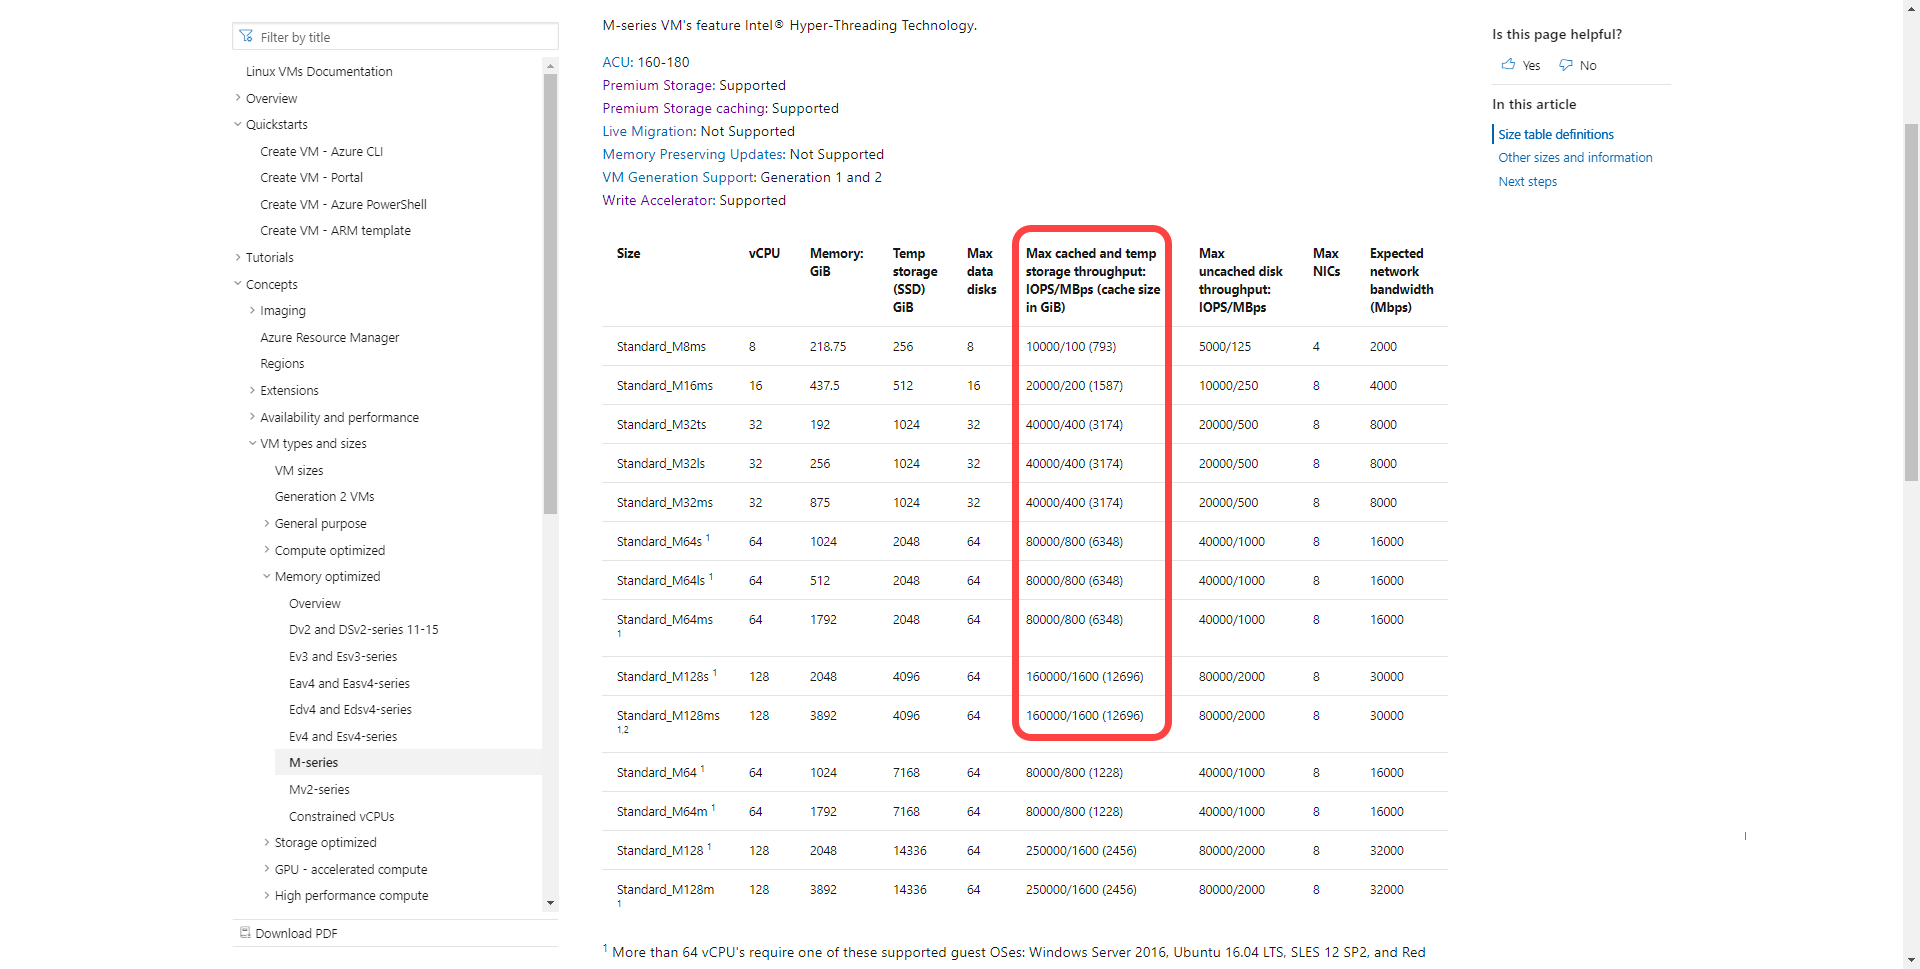 Filter by title
Linux VMs Documentation
Overview
Quickstarts
Create VM - Azure CLI
Create VM - Portal
Create VM - Azure PowerShell
Create VM - ARM template
Tutorials
Concepts
Imaging
Azure Resource Manager
Regions
Extensions
Availability and performance
VM types and sizes
VM sizes
Generation 2 VMs
General purpose
Compute optimized
Memory optimized
Overview
Dv2 and DSv2-series 11-15
Ev3 and Esv3-series
Eav4 and Easv4-series
Edv4 and Edsv4-series
Ev4 and Esv4-series
M-series
Mv2-series
Constrained vCPUs
Storage optimized
GPU - accelerated compute
High performance compute
Download PDF
M-series VM's feature Intel® Hyper-Threading Technology.
ACU: 160-180
Premium Storage: Supported
Premium Storage caching: Supported
Live Migration: Not Supported
Memory Preserving Updates: Not Supported
VM Generation Support: Generation 1 and 2
Write Accelerator: Supported
Size vCPU Memory: Temp Max Max cached and temp Max Max Expected
GiB storage data storage throughput: uncached disk NICs network
(SSD) disks IOPS/MBps (cache size throughput: bandwidth
GiB in GiB) IOPS/MBps (Mbps)
Standard_M8ms 8 218.75 256 8 10000/100 (793) 5000/125 4 2000
Standard_M16ms 16 437.5 512 16 20000/200 (1587) 10000/250 8 4000
Standard_M32ts 32 192 1024 32 40000/400 (3174) 20000/500 8 8000
Standard_M32ls 32 256 1024 32 40000/400 (3174) 20000/500 8 8000
Standard_M32ms 32 875 1024 32 40000/400 (3174) 20000/500 8 8000
Standard_M64s 1 64 1024 2048 64 80000/800 (6348) 40000/1000 8 16000
Standard_M64ls 1 64 512 2048 64 80000/800 (6348) 40000/1000 8 16000
Standard_M64ms 64 1792 2048 64 80000/800 (6348) 40000/1000 8 16000
1
Standard_M128s 1 128 2048 4096 64 160000/1600 (12696) 80000/2000 8 30000
Standard_M128ms 128 3892 4096 64 160000/1600 (12696) 80000/2000 8 30000
1,2
Standard_M64 1 64 1024 7168 64 80000/800 (1228) 40000/1000 8 16000
Standard_M64m 1 64 1792 7168 64 80000/800 (1228) 40000/1000 8 16000
Standard_M128 1 128 2048 14336 64 250000/1600 (2456) 80000/2000 8 32000
Standard_M128m 128 3892 14336 64 250000/1600 (2456) 80000/2000 8 32000
1
1 More than 64 vCPU's require one of these supported guest OSes: Windows Server 2016, Ubuntu 16.04 LTS, SLES 12 SP2, and Red
Is this page helpful?
Yes No
In this article
Size table definitions
Other sizes and information
Next steps